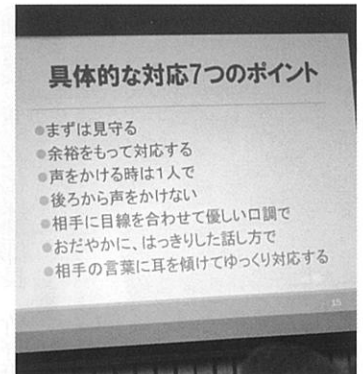 具体的な対応7つのポイント
●まずは見守る
●余裕をもって対応する
●声をかける時は1人で
●後ろから声をかけない
●相手に目線を合わせて優しい口調で
●おだやかに、はっきりした話し方で
●相手の言葉に耳を傾けてゆっくり対応する
15